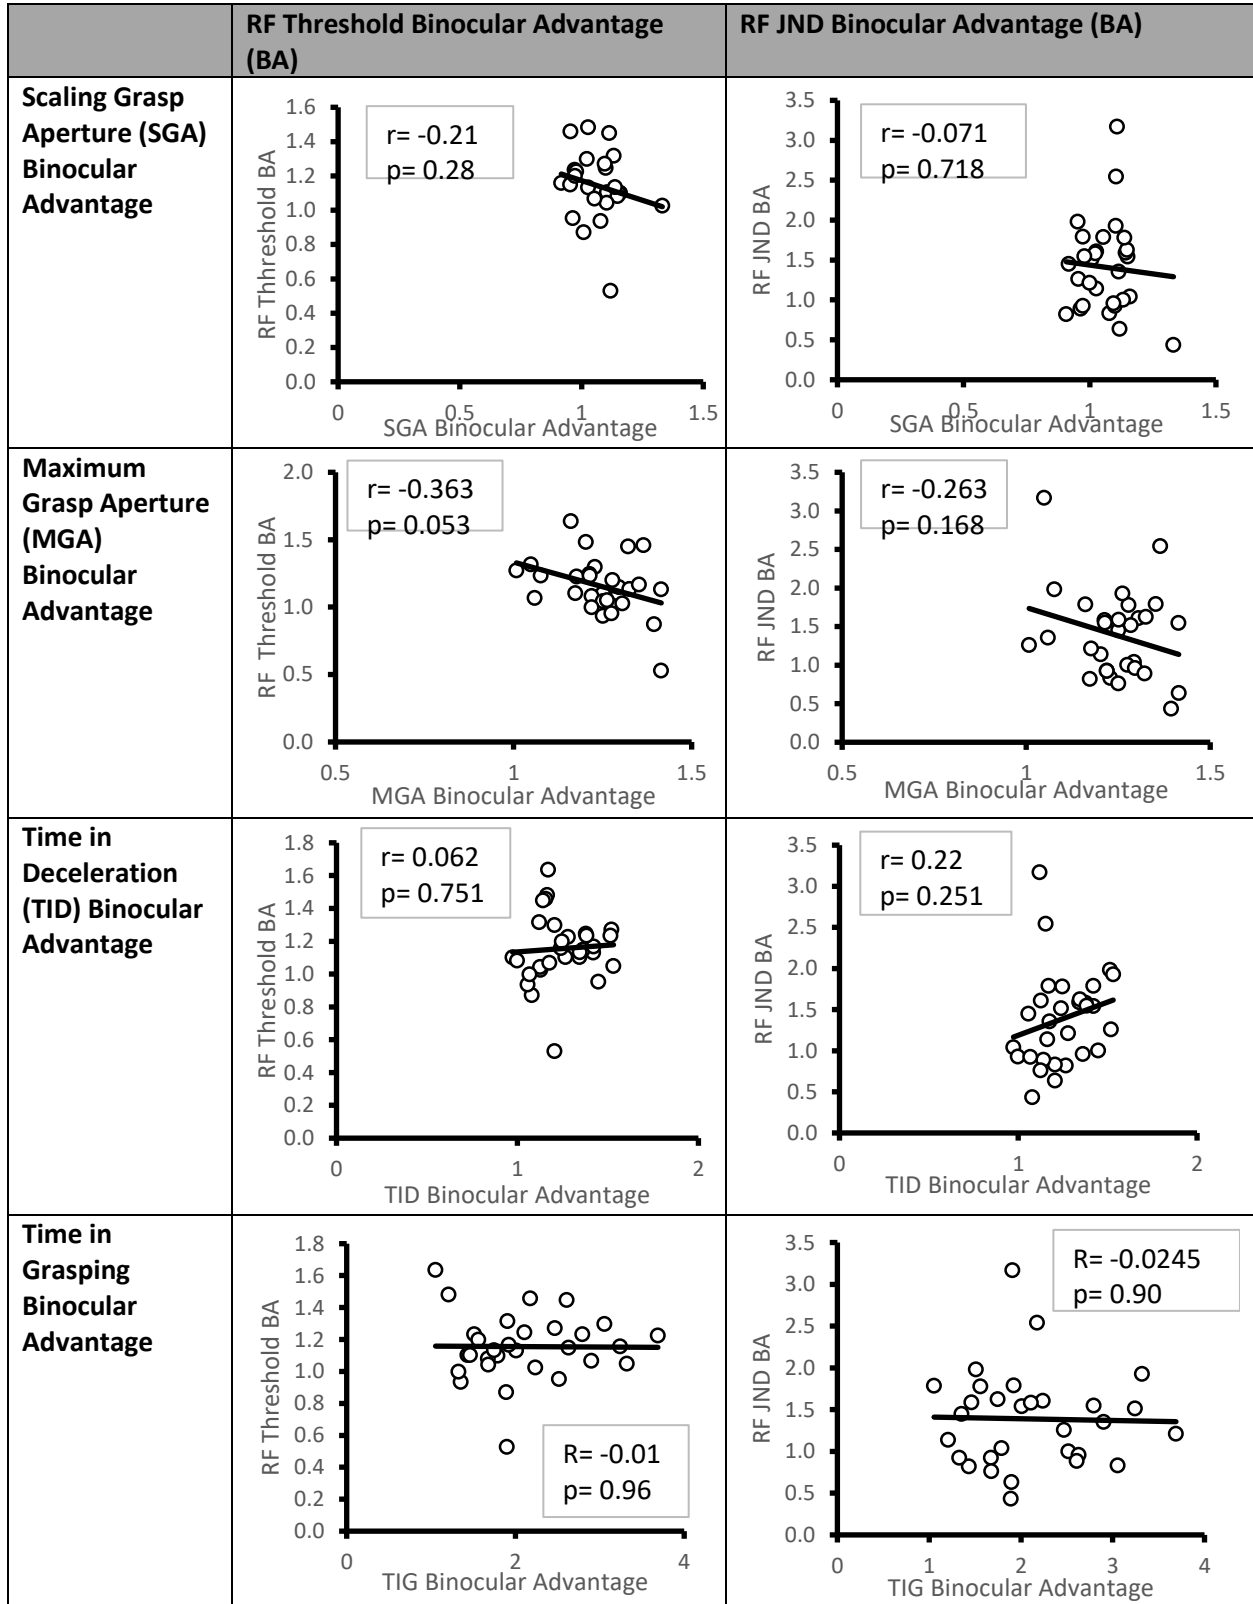 RF Threshold Binocular Advantage
(BA)
RF JND Binocular Advantage (BA)
Scaling Grasp
Aperture (SGA)
Binocular
Advantage
RF Thhreshold BA
1.6
1.4
1.2
1.0
0.8
0.6
0.4
0.2
0.0
r= -0.21
p= 0.28
0 0.5 1 1.5
SGA Binocular Advantage
RF JND BA
3.5
3.0
2.5
2.0
1.5
1.0
0.5
0.0
r= -0.071
p= 0.718
0 0.5 1 1.5
SGA Binocular Advantage
Maximum
Grasp Aperture
(MGA)
Binocular
Advantage
RF Threshold BA
2.0
1.5
1.0
0.5
0.0
r= -0.363
p= 0.053
0.5 1 1.5
MGA Binocular Advantage
RF JND BA
3.5
3.0
2.5
2.0
1.5
1.0
0.5
0.0
r= -0.263
p= 0.168
0.5 1 1.5
MGA Binocular Advantage
Time in
Deceleration
(TID) Binocular
Advantage
RF Threshold BA
1.8
1.6
1.4
1.2
1.0
0.8
0.6
0.4
0.2
0.0
r= 0.062
p= 0.751
0 1 2
TID Binocular Advantage
RF JND BA
3.5
3.0
2.5
2.0
1.5
1.0
0.5
0.0
r= 0.22
p= 0.251
0 1 2
TID Binocular Advantage
Time in
Grasping
Binocular
Advantage
RF Threshold BA
1.8
1.6
1.4
1.2
1.0
0.8
0.6
0.4
0.2
0.0
R= -0.01
p= 0.96
0 2 4
TIG Binocular Advantage
RF JND BA
3.5
3.0
2.5
2.0
1.5
1.0
0.5
0.0
R= -0.0245
p= 0.90
0 1 2 3 4
TIG Binocular Advantage